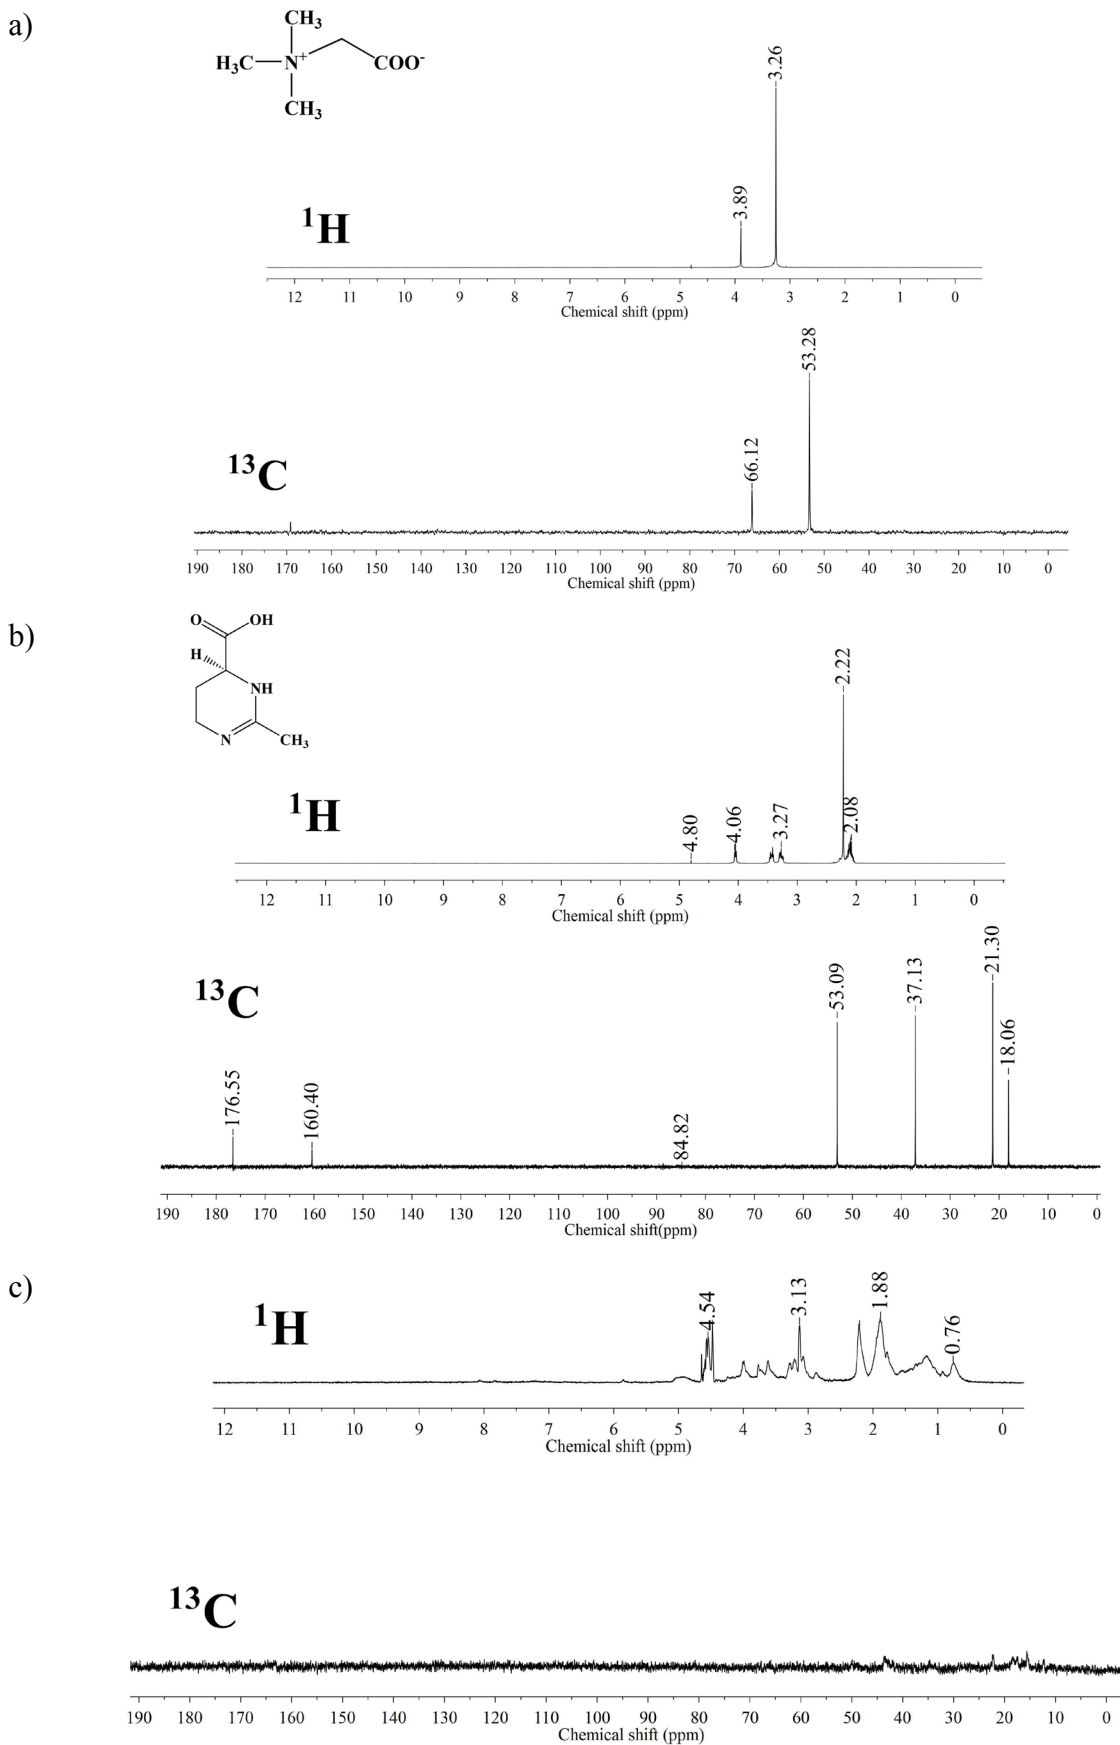 a)
CH₃
H₃C N⁺ COO⁻
CH₃
3.26
3.89
¹H
12 11 10 9 8 7 6 5 4 3 2 1 0
Chemical shift (ppm)
53.28
66.12
¹³C
190 180 170 160 150 140 130 120 110 100 90 80 70 60 50 40 30 20 10 0
Chemical shift (ppm)
b)
O OH
H
NH
N CH₃
2.22
4.80 4.06 3.27 2.08
¹H
12 11 10 9 8 7 6 5 4 3 2 1 0
Chemical shift (ppm)
¹³C
176.55 160.40 84.82 53.09 37.13 21.30 18.06
190 180 170 160 150 140 130 120 110 100 90 80 70 60 50 40 30 20 10 0
Chemical shift(ppm)
c)
¹H
4.54 3.13 1.88 0.76
12 11 10 9 8 7 6 5 4 3 2 1 0
Chemical shift (ppm)
¹³C
190 180 170 160 150 140 130 120 110 100 90 80 70 60 50 40 30 20 10 0
Chemical shift (ppm)